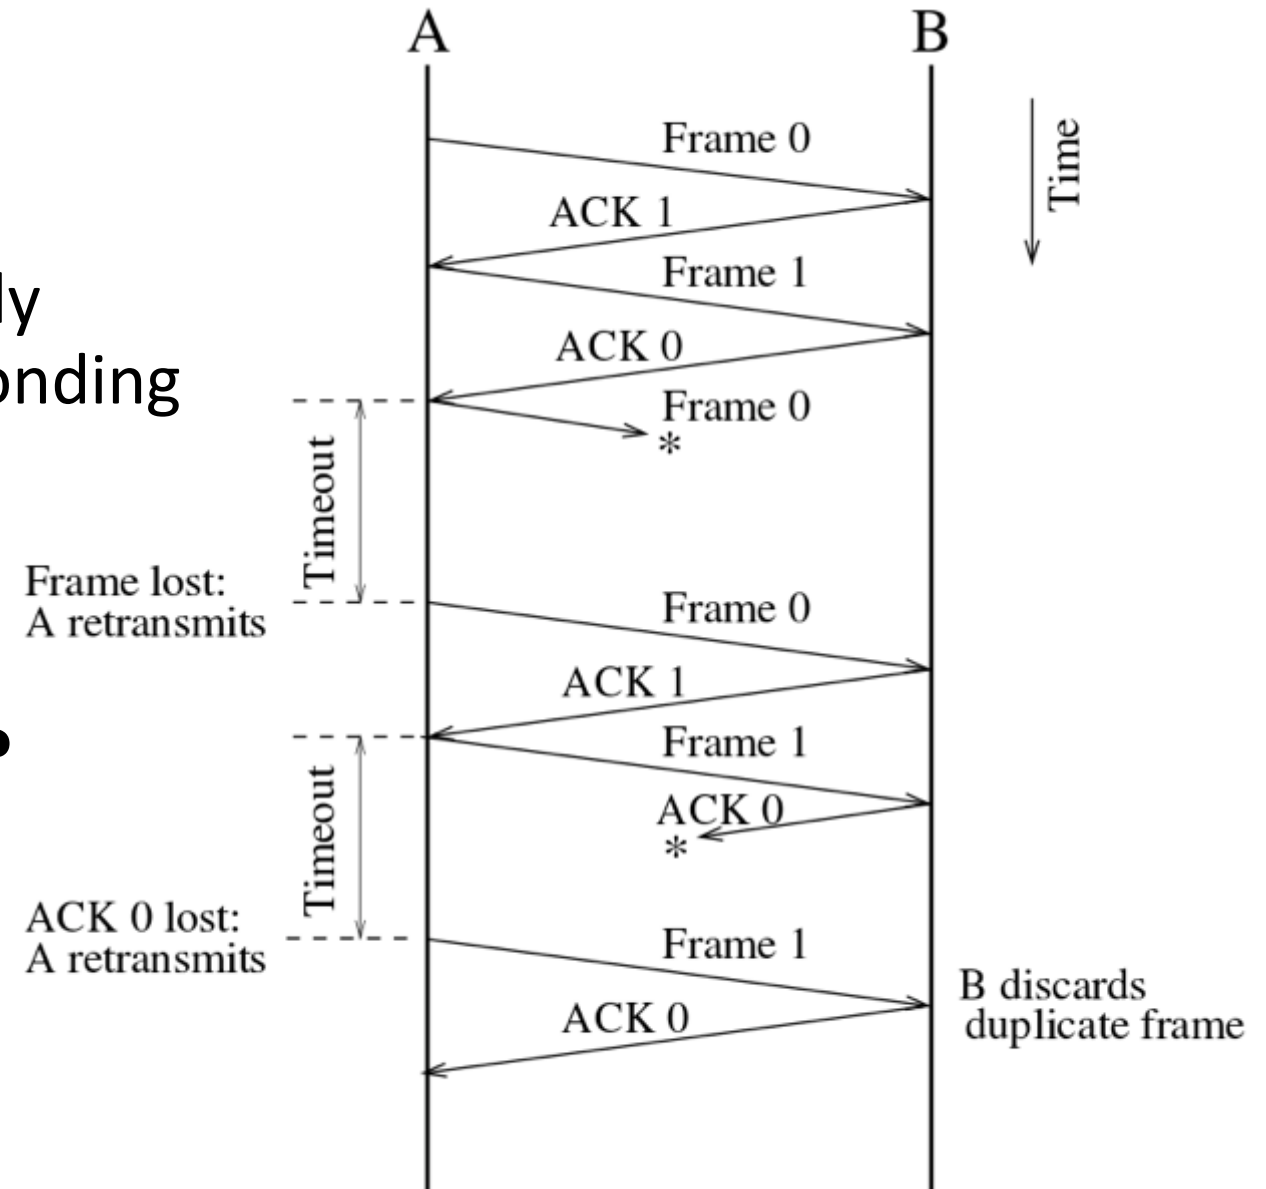 A
B
Frame 0
Time
ACK 1
Frame 1
ly
ACK 0
onding
Frame 0
*
Timeout
Frame lost:
A retransmits
Frame 0
ACK 1
•
Frame 1
ACK 0
*
Timeout
ACK 0 lost:
A retransmits
Frame 1
B discards
duplicate frame
ACK 0